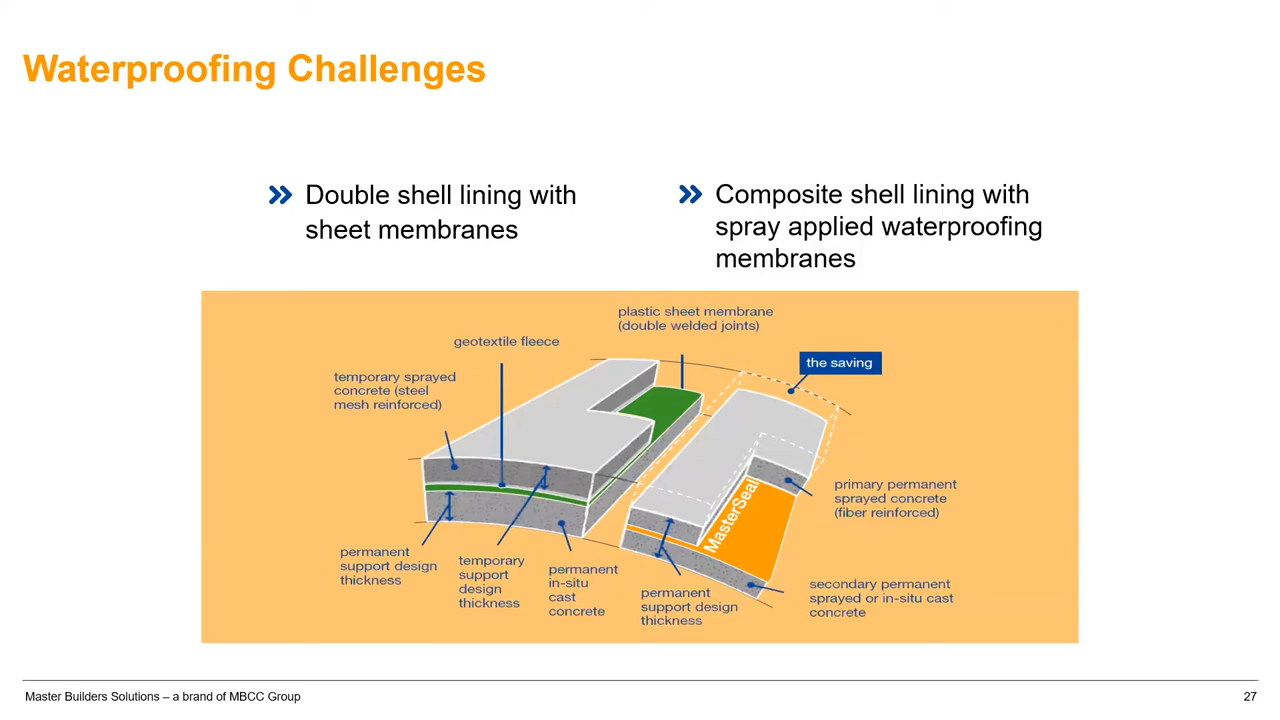 Waterproofing Challenges
Double shell lining with
sheet membranes
Composite shell lining with
spray applied waterproofing
membranes
plastic sheet membrane
(double welded joints)
geotextile fleece
the saving
temporary sprayed
concrete (steel
mesh reinforced)
primary permanent
sprayed concrete
(fiber reinforced)
MasterSeal
permanent
support design
thickness
temporary
support
design
thickness
permanent
in-situ
cast
concrete
permanent
support design
thickness
secondary permanent
sprayed or in-situ cast
concrete
Master Builders Solutions – a brand of MBCC Group
27